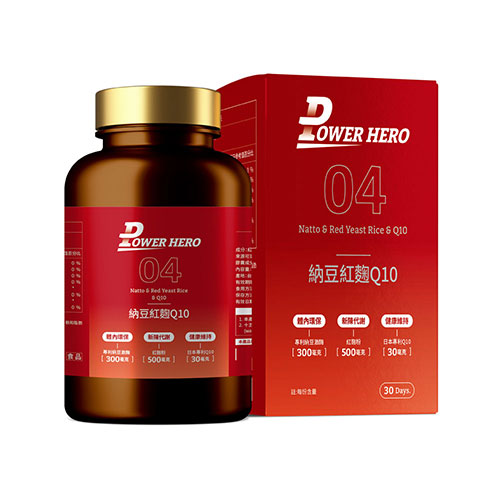 POWER HERO
04
Natto & Red Yeast Rice
& Q10
納豆紅麴Q10
體內環保 新陳代謝 健康維持
專利納豆激酶 紅麴粉 日本專利Q10
[ 300毫克 ] [ 500毫克 ] [ 30毫克 ]
食品
POWER HERO
04
Natto & Red Yeast Rice & Q10
納豆紅麴Q10
體內環保 新陳代謝 健康維持
專利納豆激酶 紅麴粉 日本專利Q10
[ 300毫克 ] [ 500毫克 ] [ 30毫克 ]
註:每份含量
30 Days.